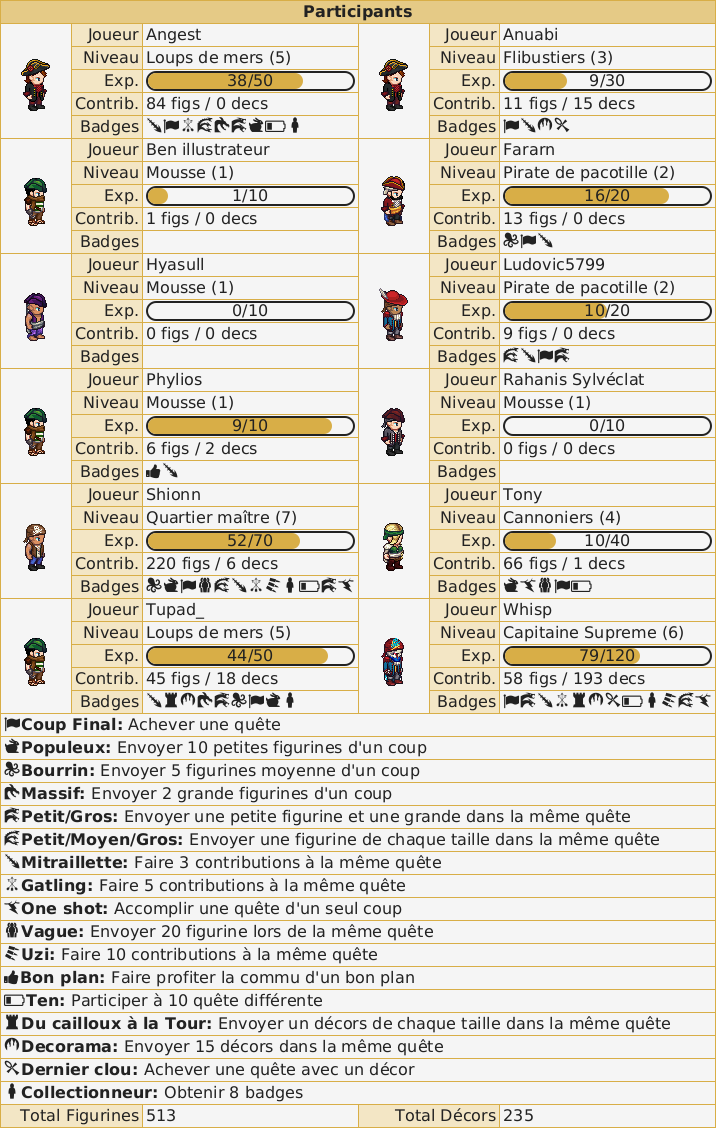 Participants
Joueur Angest
Niveau Loups de mers (5)
Exp. 38/50
Contrib. 84 figs / 0 decs
Badges
Joueur Anuabi
Niveau Flibustiers (3)
Exp. 9/30
Contrib. 11 figs / 15 decs
Badges
Joueur Ben illustrateur
Niveau Mousse (1)
Exp. 1/10
Contrib. 1 figs / 0 decs
Badges
Joueur Fararn
Niveau Pirate de pacotille (2)
Exp. 16/20
Contrib. 13 figs / 0 decs
Badges
Joueur Hyasull
Niveau Mousse (1)
Exp. 0/10
Contrib. 0 figs / 0 decs
Badges
Joueur Ludovic5799
Niveau Pirate de pacotille (2)
Exp. 10/20
Contrib. 9 figs / 0 decs
Badges
Joueur Phylios
Niveau Mousse (1)
Exp. 9/10
Contrib. 6 figs / 2 decs
Badges
Joueur Rahanis Sylvéclat
Niveau Mousse (1)
Exp. 0/10
Contrib. 0 figs / 0 decs
Badges
Joueur Shionn
Niveau Quartier maître (7)
Exp. 52/70
Contrib. 220 figs / 6 decs
Badges
Joueur Tony
Niveau Cannoniers (4)
Exp. 10/40
Contrib. 66 figs / 1 decs
Badges
Joueur Tupad_
Niveau Loups de mers (5)
Exp. 44/50
Contrib. 45 figs / 18 decs
Badges
Joueur Whisp
Niveau Capitaine Supreme (6)
Exp. 79/120
Contrib. 58 figs / 193 decs
Badges
Coup Final: Achever une quête
Populeux: Envoyer 10 petites figurines d'un coup
Bourrin: Envoyer 5 figurines moyenne d'un coup
Massif: Envoyer 2 grande figurines d'un coup
Petit/Gros: Envoyer une petite figurine et une grande dans la même quête
Petit/Moyen/Gros: Envoyer une figurine de chaque taille dans la même quête
Mitraillette: Faire 3 contributions à la même quête
Gatling: Faire 5 contributions à la même quête
One shot: Accomplir une quête d'un seul coup
Vague: Envoyer 20 figurine lors de la même quête
Uzi: Faire 10 contributions à la même quête
Bon plan: Faire profiter la commu d'un bon plan
Ten: Participer à 10 quête différente
Du cailloux à la Tour: Envoyer un décors de chaque taille dans la même quête
Decorama: Envoyer 15 décors dans la même quête
Dernier clou: Achever une quête avec un décor
Collectionneur: Obtenir 8 badges
Total Figurines 513 Total Décors 235